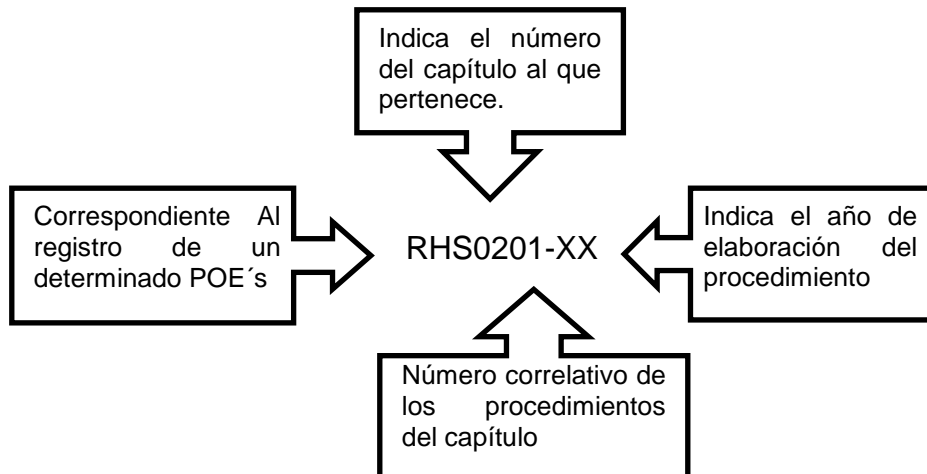 Indica el número
del capítulo al que
pertenece.
Correspondiente Al
registro de un
determinado POE´s
RHS0201-XX
Indica el año de
elaboración del
procedimiento
Número correlativo de
los procedimientos
del capítulo